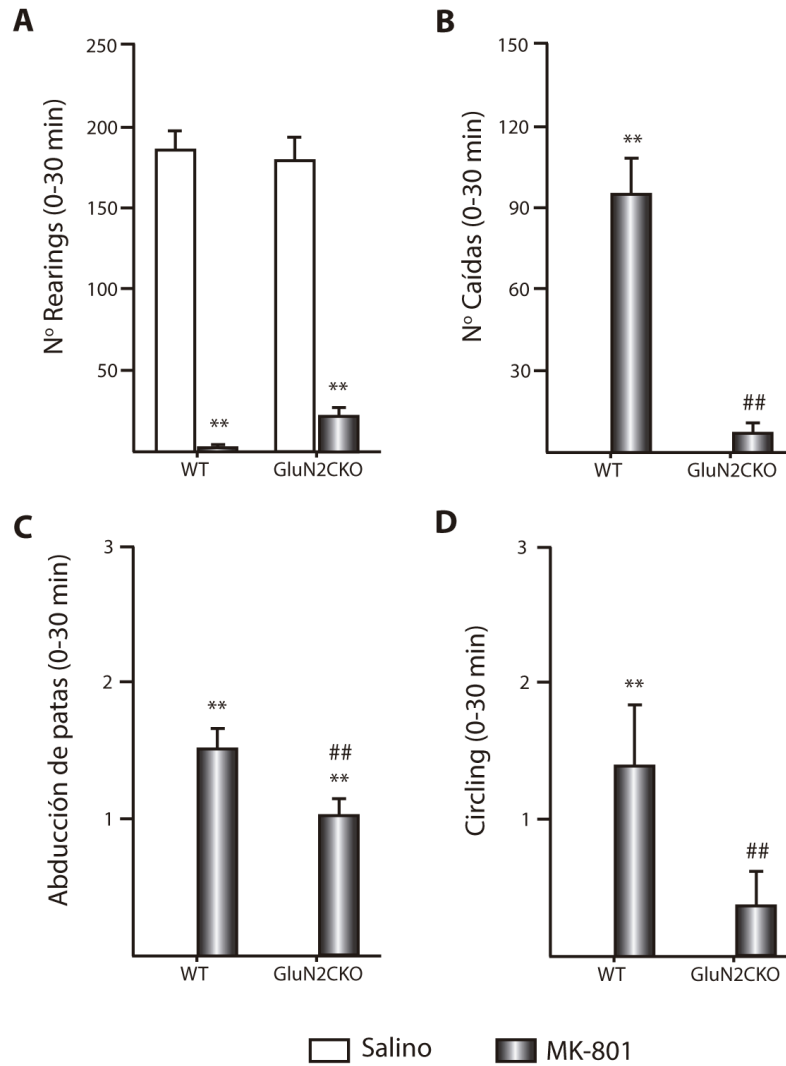 A
Nº Rearings (0-30 min)
250
200
150
100
50
**
**
WT
GluN2CKO
B
Nº Caídas (0-30 min)
150
120
90
60
30
**
##
WT
GluN2CKO
C
Abducción de patas (0-30 min)
3
2
1
**
##
**
WT
GluN2CKO
D
Circling (0-30 min)
3
2
1
**
##
WT
GluN2CKO
Salino
MK-801